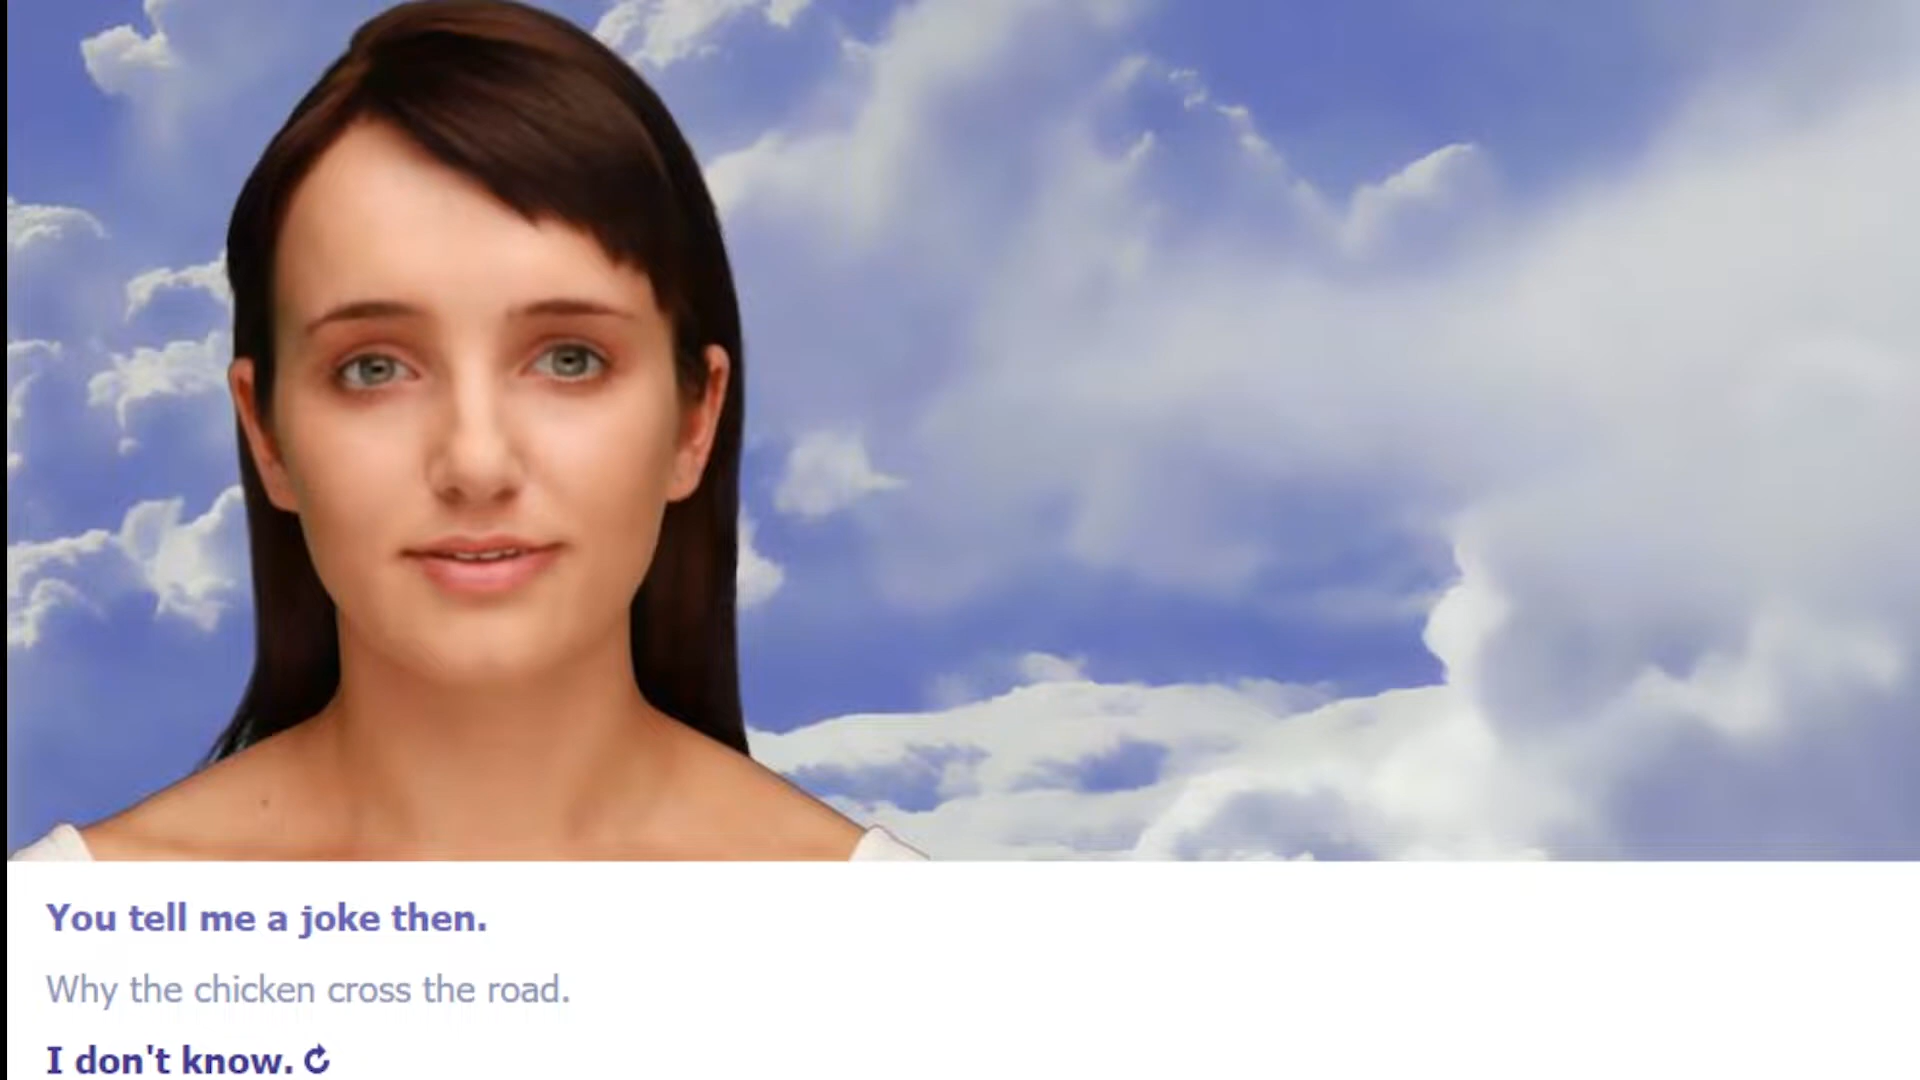 You tell me a joke then.
Why the chicken cross the road.
I don't know.